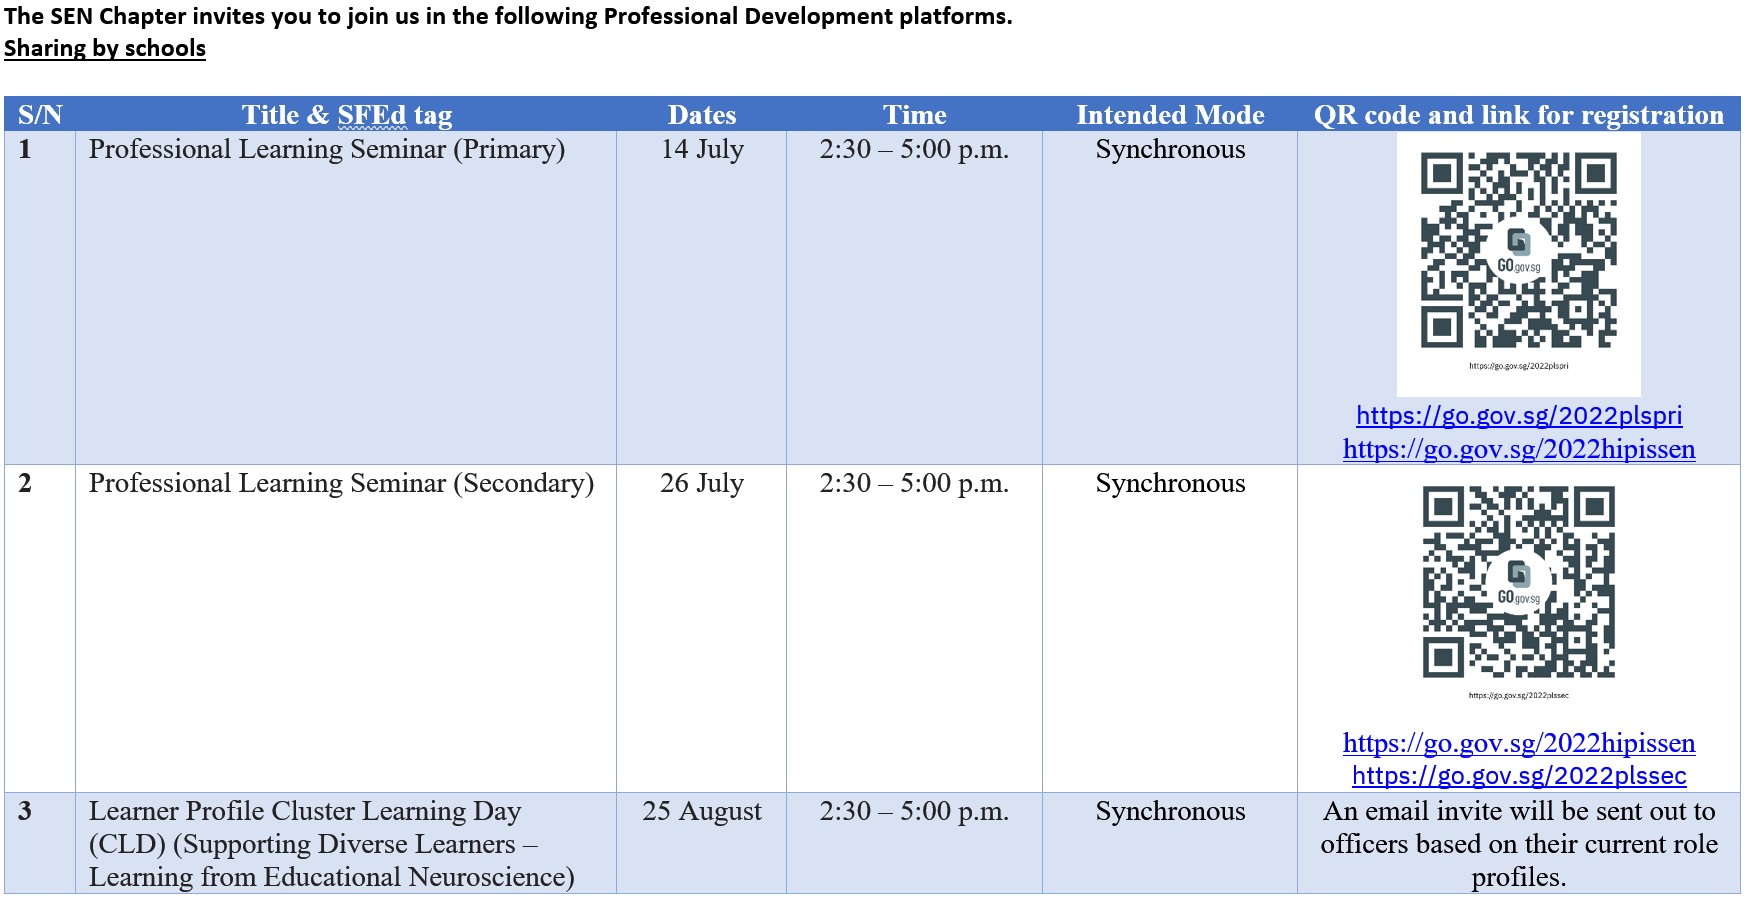 The SEN Chapter invites you to join us in the following Professional Development platforms.
Sharing by schools
S/N Title & SFEd tag Dates Time Intended Mode QR code and link for registration
1 Professional Learning Seminar (Primary) 14 July 2:30 – 5:00 p.m. Synchronous
GO.gov.sg
https://go.gov.sg/2022plspri
https://go.gov.sg/2022plspri
https://go.gov.sg/2022hipissen
2 Professional Learning Seminar (Secondary) 26 July 2:30 – 5:00 p.m. Synchronous
GO.gov.sg
https://go.gov.sg/2022plssec
https://go.gov.sg/2022hipissen
https://go.gov.sg/2022plssec
3 Learner Profile Cluster Learning Day 25 August 2:30 – 5:00 p.m. Synchronous An email invite will be sent out to
(CLD) (Supporting Diverse Learners – officers based on their current role
Learning from Educational Neuroscience) profiles.